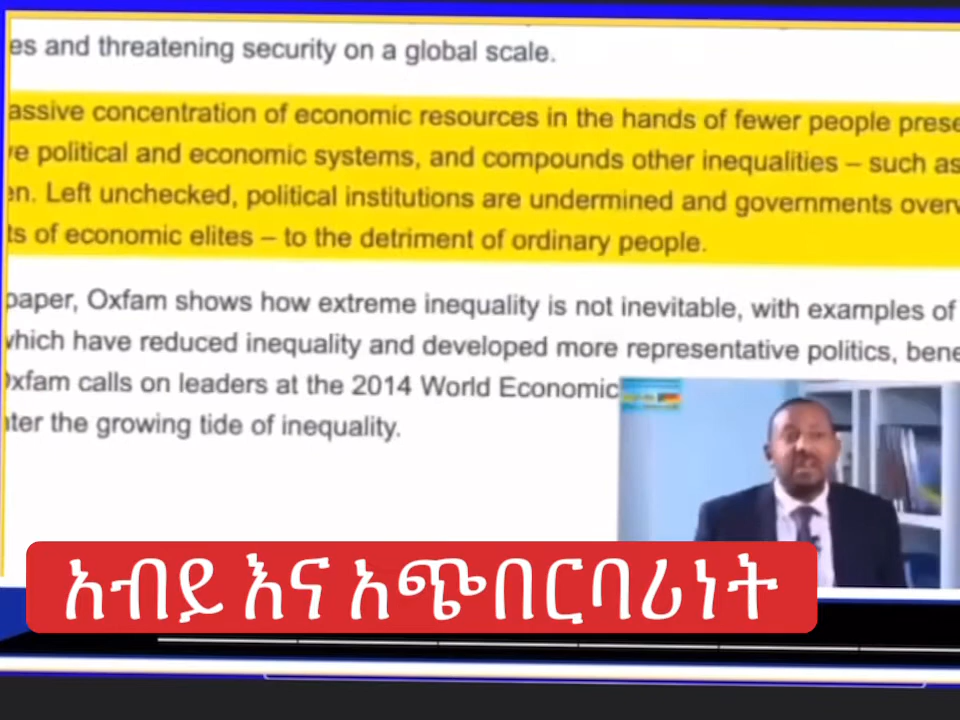 es and threatening security on a global scale.
assive concentration of economic resources in the hands of fewer people prese
e political and economic systems, and compounds other inequalities – such as
en. Left unchecked, political institutions are undermined and governments over
ts of economic elites – to the detriment of ordinary people.
paper, Oxfam shows how extreme inequality is not inevitable, with examples of
which have reduced inequality and developed more representative politics, bene
Oxfam calls on leaders at the 2014 World Economic
ter the growing tide of inequality.
አብይ እና አጭበርባሪነት